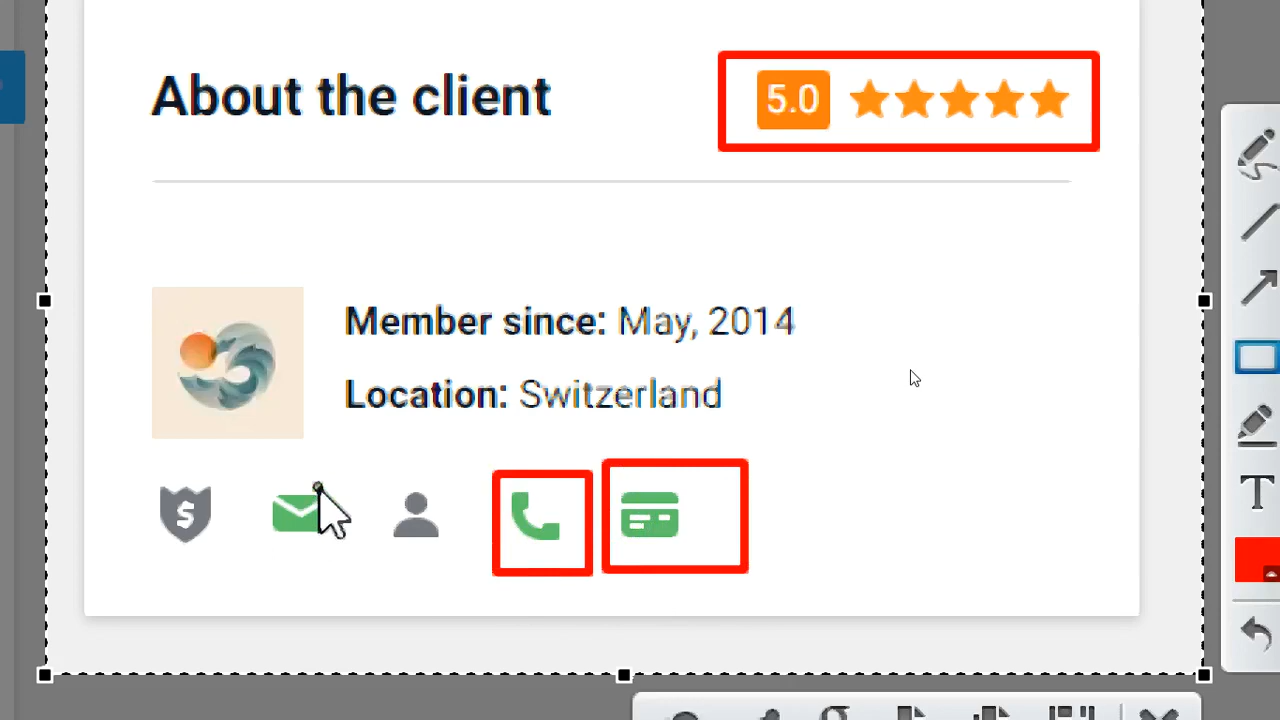 About the client
5.0
Member since: May, 2014
Location: Switzerland
$
T